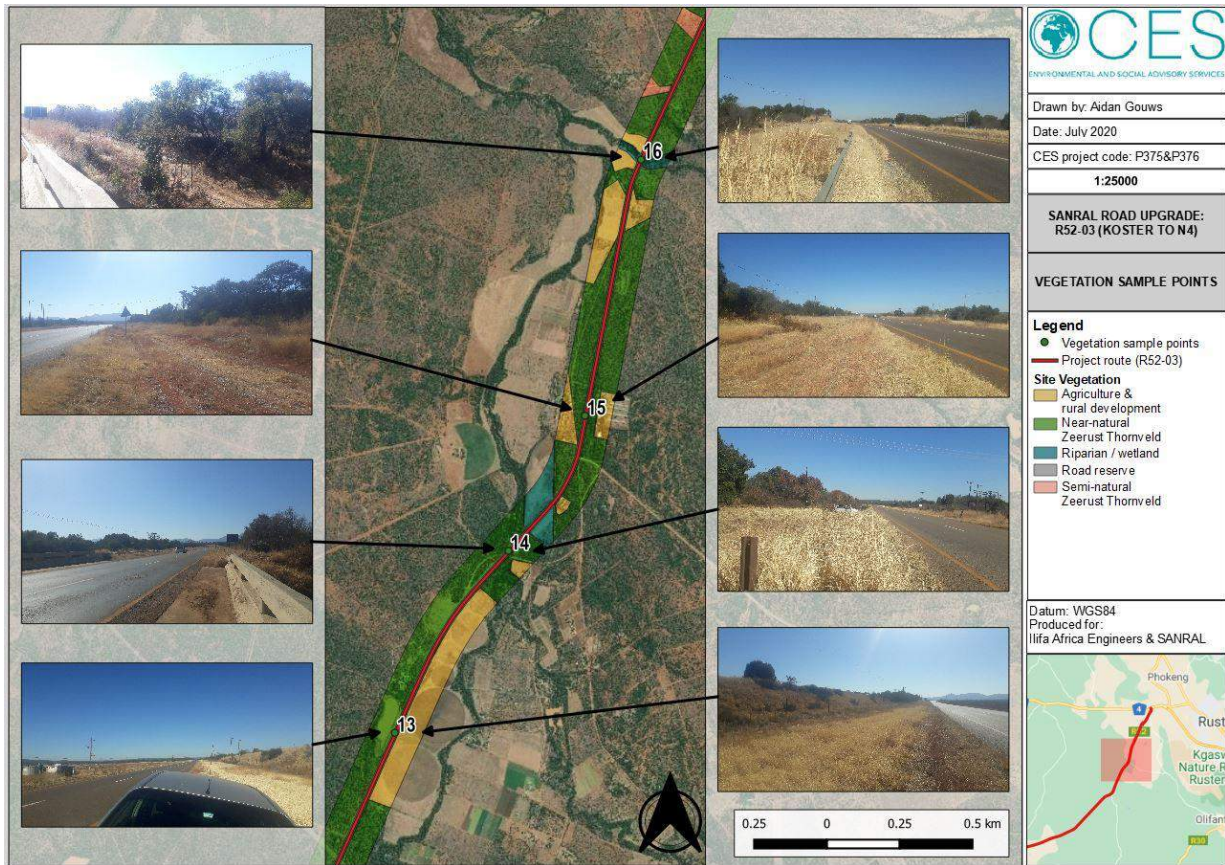 CES
ENVIRONMENTAL AND SOCIAL ADVISORY SERVICES
Drawn by: Aidan Gouws
Date: July 2020
CES project code: P375&P376
1:25000
SANRAL ROAD UPGRADE:
R52-03 (KOSTER TO N4)
VEGETATION SAMPLE POINTS
Legend
Vegetation sample points
Project route (R52-03)
Site Vegetation
Agriculture &
rural development
Near-natural
Zeerust Thornveld
Riparian / wetland
Road reserve
Semi-natural
Zeerust Thornveld
Datum: WGS84
Produced for:
Ilifa Africa Engineers & SANRAL
Phokeng
4
Rust
Kgasw
Nature R
Ruster
Olifant
R30
16
15
14
13
0.25 0 0.25 0.5 km